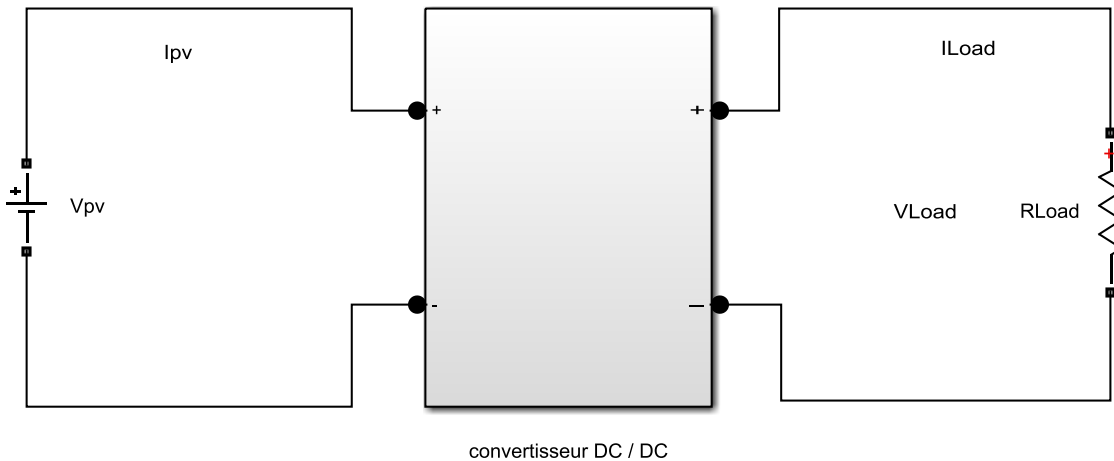 Ipv
ILoad
+
+
+
+
Vpv
VLoad
RLoad
-
—
convertisseur DC / DC